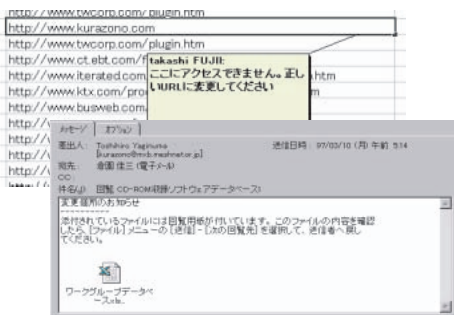 http://www.twcorp.com/plugin.htm
http://www.kurazono.com
http://www.twcorp.com/plugin.htm
http://www.ct.ebt.com/f
takashi FUJII:
ここにアクセスできません。正し
いURLに変更してください
http://www.iterated.com
.htm
http://www.ktx.com/pro
m
http://www.busweb.com
http://www
http://v
http://v
http://v
メッセージ
オプション
差出人:
Toshihiro Yaginuma
送信日時: 97/03/10 (月) 午前 5:14
宛先:
倉園 佳三 (電子メール)
CC:
件名(J):
回覧: CD-ROM収録ソフトウェアデータベース
変更個所のお知らせ
----------
添付されているファイルには回覧用紙が付いています。このファイルの内容を確認
したら、[ファイル] メニューの [送信] - [次の回覧先] を選択して、送信者へ戻し
てください。
ワークグループデータベ
ース.xls